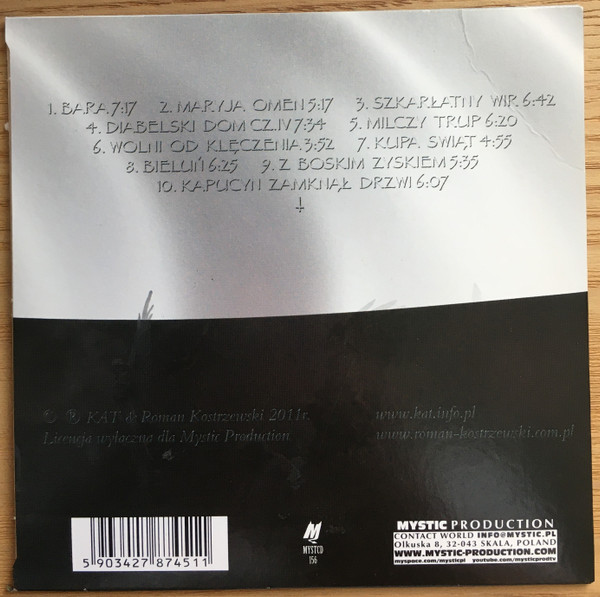 1. BARA 7:17 2. MARYJA OMEN 5:17 3. SZKARŁATNY WIR 6:42
4. DIABELSKI DOM CZ.IV 7:34 5. MILCZY TRUP 6:20
6. WOLNI OD KLĘCZENIA 3:52 7. KUPA ŚWIĄT 4:55
8. BIELUŃ 6:25 9. Z BOSKIM ZYSKIEM 5:35
10. KAPUCYN ZAMKNĄŁ DRZWI 6:07
© ℗ KAT & Roman Kostrzewski 2011r.
Licencja wyłączna dla Mystic Production
www.kat.info.pl
www.roman-kostrzewski.com.pl
5 903427 874511
M
MYSTCD
156
MYSTIC PRODUCTION
CONTACT WORLD INFO@MYSTIC.PL
Olkuska 8, 32-043 SKALA, POLAND
WWW.MYSTIC-PRODUCTION.COM
myspace.com/mysticpl youtube.com/mysticprodtv